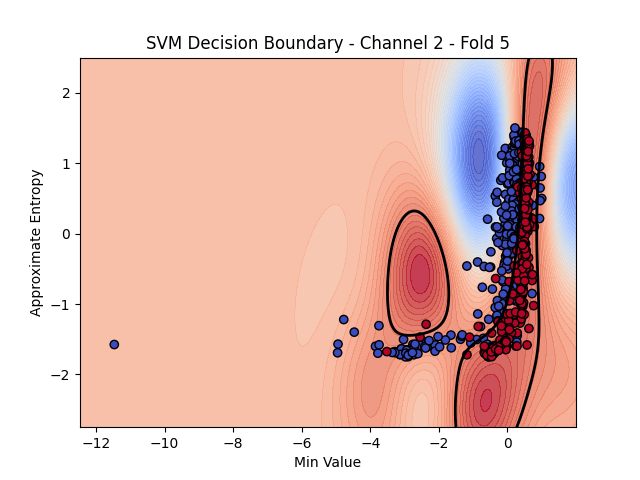 SVM Decision Boundary - Channel 2 - Fold 5
2
1
0
−1
−2
Approximate Entropy
−12 −10 −8 −6 −4 −2 0
Min Value